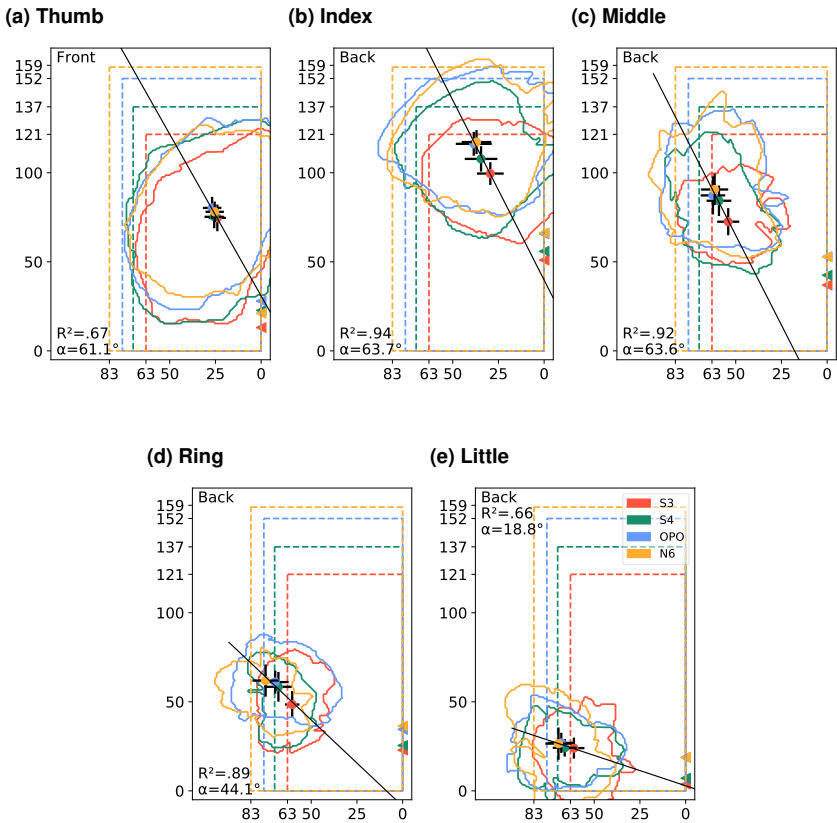 (a) Thumb
(b) Index
(c) Middle
Front
Back
Back
159
152
137
121
100
50
0
159
152
137
121
100
50
0
159
152
137
121
100
50
0
R²=.67
α=61.1°
R²=.94
α=63.7°
R²=.92
α=63.6°
83 63 50 25 0
83 63 50 25 0
83 63 50 25 0
(d) Ring
(e) Little
Back
Back
R²=.66
α=18.8°
S3
S4
OPO
N6
159
152
137
121
100
50
0
159
152
137
121
100
50
0
R²=.89
α=44.1°
83 63 50 25 0
83 63 50 25 0